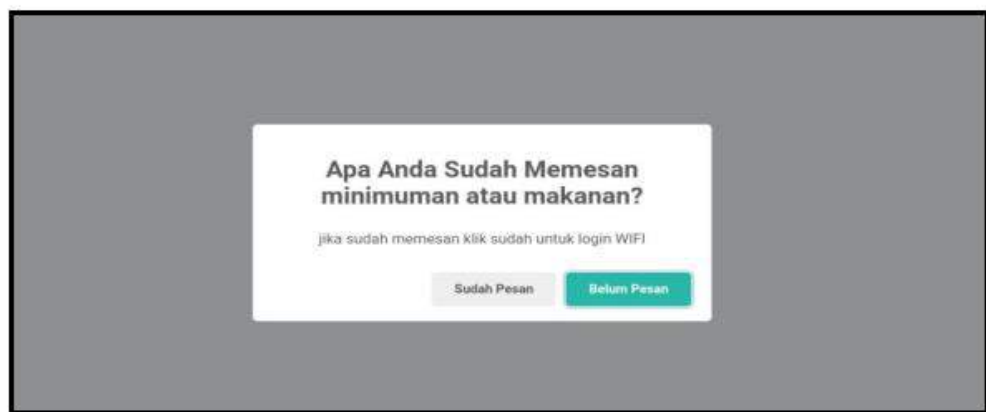 Apa Anda Sudah Memesan
minimuman atau makanan?
jika sudah memesan klik sudah untuk login WIFI
Sudah Pesan
Belum Pesan